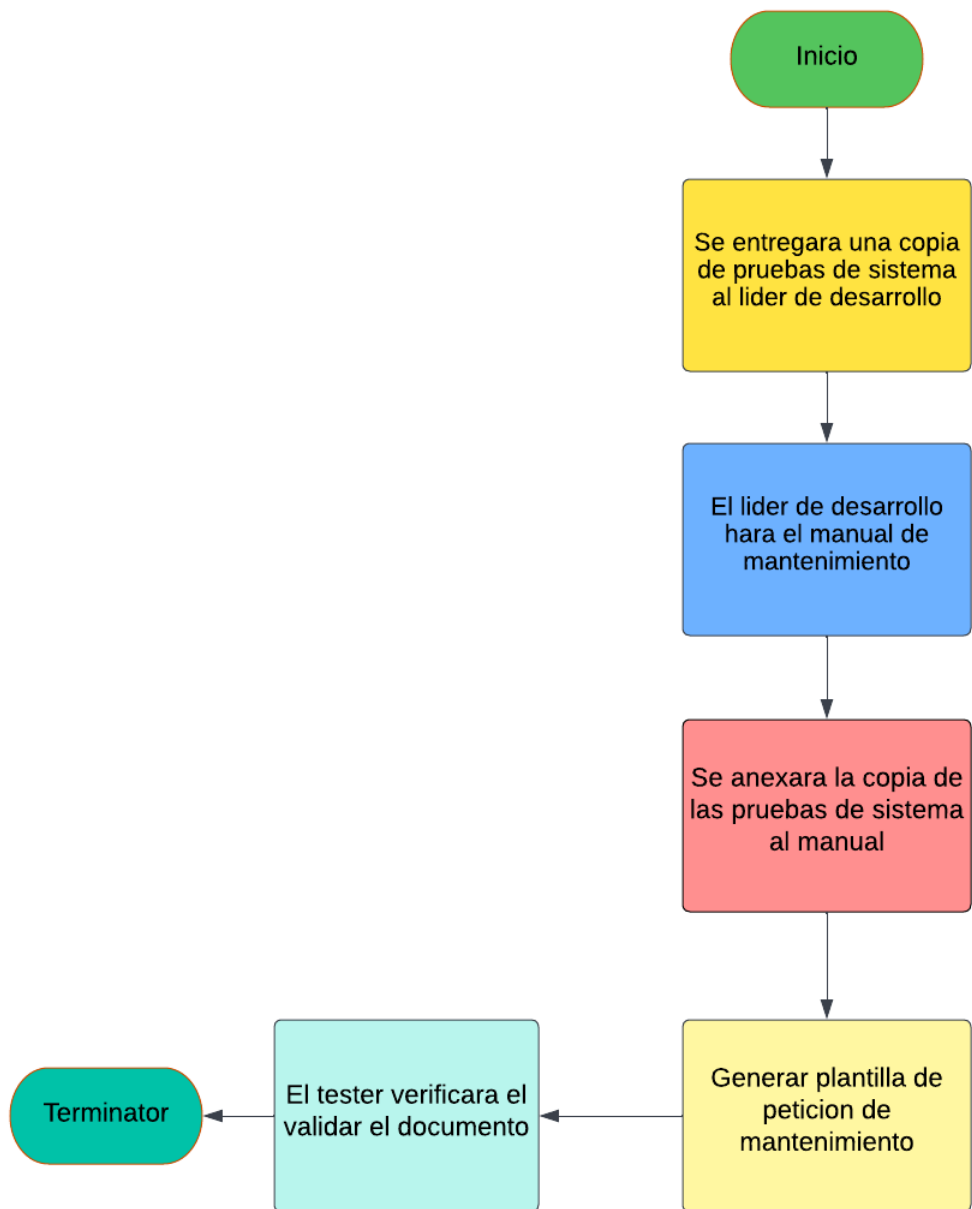 Inicio
Se entregara una copia
de pruebas de sistema
al lider de desarrollo
El lider de desarrollo
hara el manual de
mantenimiento
Se anexara la copia de
las pruebas de sistema
al manual
Generar plantilla de
peticion de
mantenimiento
El tester verificara el
validar el documento
Terminator